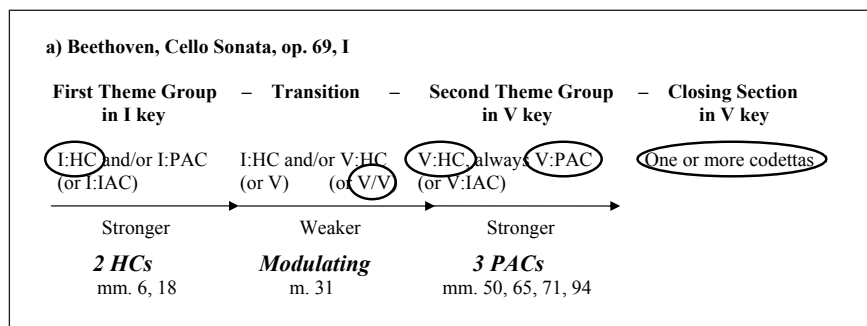 a) Beethoven, Cello Sonata, op. 69, I
First Theme Group – Transition – Second Theme Group – Closing Section
in I key in V key in V key
I:HC and/or I:PAC I:HC and/or V:HC V:HC, always V:PAC One or more codettas
(or I:IAC) (or V) (or V/V) (or V:IAC)
Stronger Weaker Stronger
2 HCs Modulating 3 PACs
mm. 6, 18 m. 31 mm. 50, 65, 71, 94